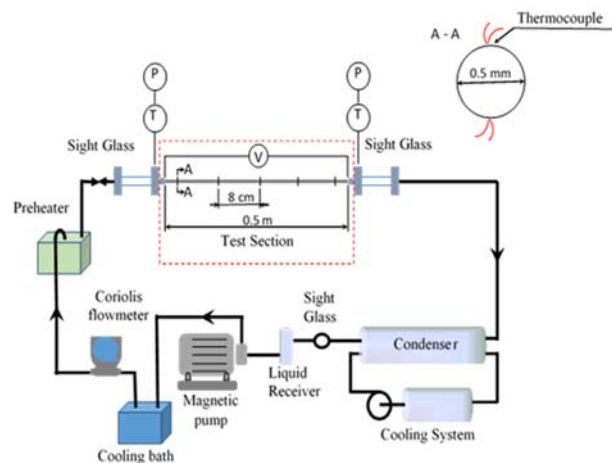 A - A
Thermocouple
0.5 mm
P
P
T
T
Sight Glass
Sight Glass
V
A
A
8 cm
0.5 m
Test Section
Preheater
Coriolis
flowmeter
Sight
Glass
Condenser
Liquid
Receiver
Magnetic
pump
Cooling System
Cooling bath